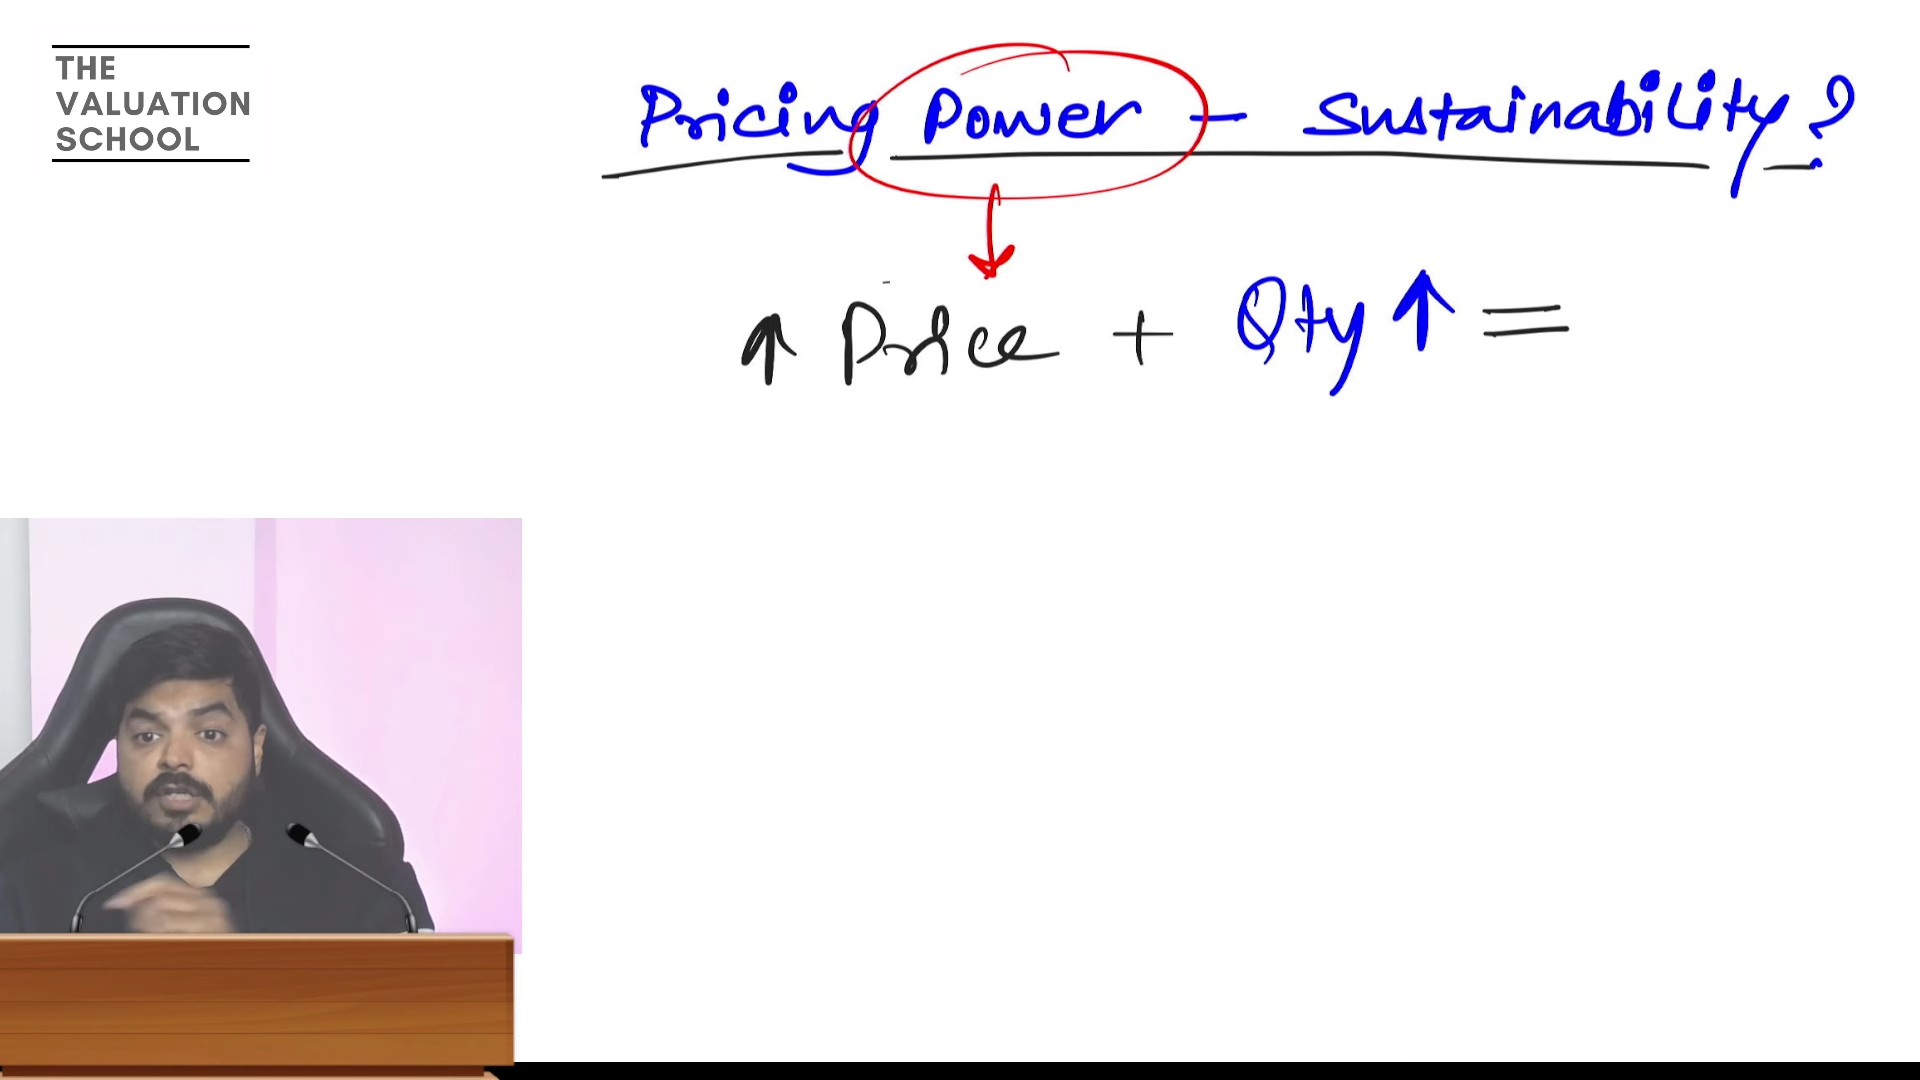 THE
VALUATION
SCHOOL
Pricing Power - Sustainability?
↑ Price + Qty ↑ =